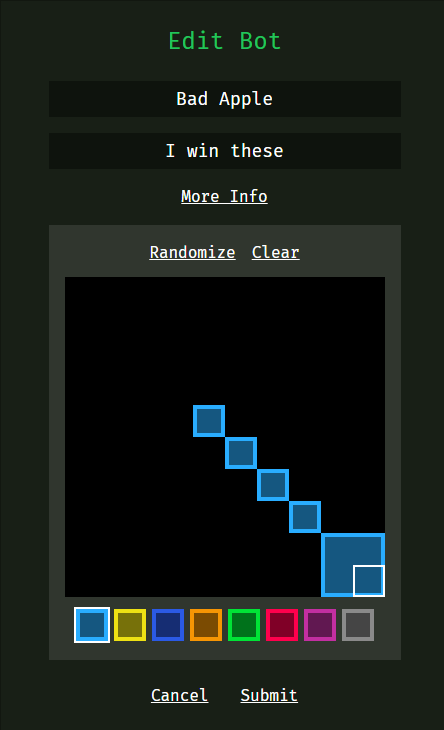 Edit Bot
Bad Apple
I win these
More Info
Randomize Clear
Cancel Submit